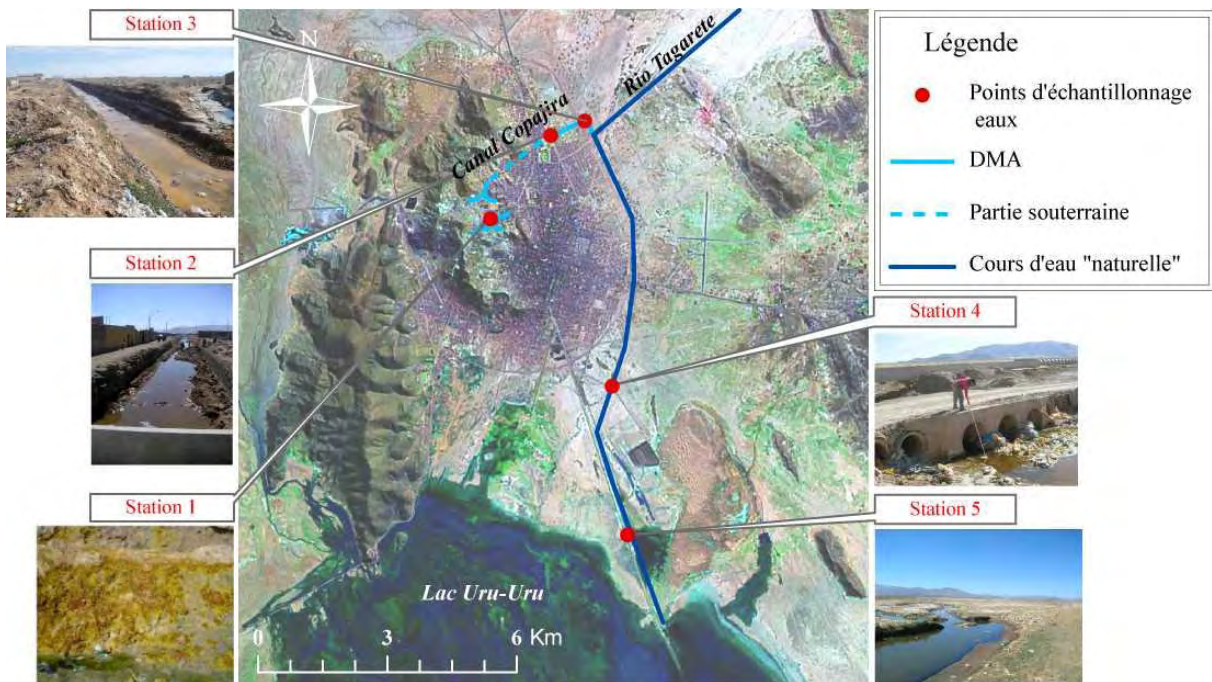 Station 3
N
Rio Tagarete
Canal Copajira
Station 2
Station 1
Légende
Points d'échantillonnage
eaux
DMA
Partie souterraine
Cours d'eau "naturelle"
Station 4
Station 5
Lac Uru-Uru
0 3 6 Km